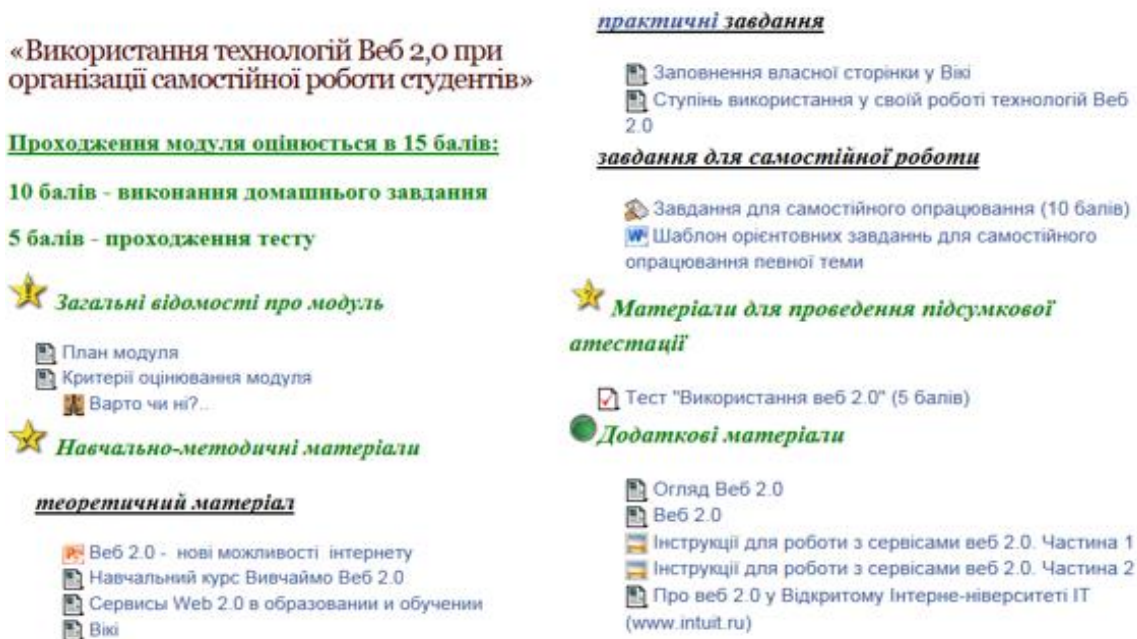 «Використання технологій Веб 2,0 при
організації самостійної роботи студентів»
Проходження модуля оцінюється в 15 балів:
10 балів - виконання домашнього завдання
5 балів - проходження тесту
Загальні відомості про модуль
План модуля
Критерії оцінювання модуля
Варто чи ні?..
Навчально-методичні матеріали
теоретичний матеріал
Веб 2.0 - нові можливості інтернету
Навчальний курс Вивчаймо Веб 2.0
Сервисы Web 2.0 в образовании и обучении
Вікі
практичні завдання
Заповнення власної сторінки у Вікі
Ступінь використання у своїй роботі технологій Веб
2.0
завдання для самостійної роботи
Завдання для самостійного опрацювання (10 балів)
Шаблон орієнтовних завданнь для самостійного
опрацювання певної теми
Матеріали для проведення підсумкової
атестації
Тест "Використання веб 2.0" (5 балів)
Додаткові матеріали
Огляд Веб 2.0
Веб 2.0
Інструкції для роботи з сервісами веб 2.0. Частина 1
Інструкції для роботи з сервісами веб 2.0. Частина 2
Про веб 2.0 у Відкритому Інтерне-ніверситеті ІТ
(www.intuit.ru)